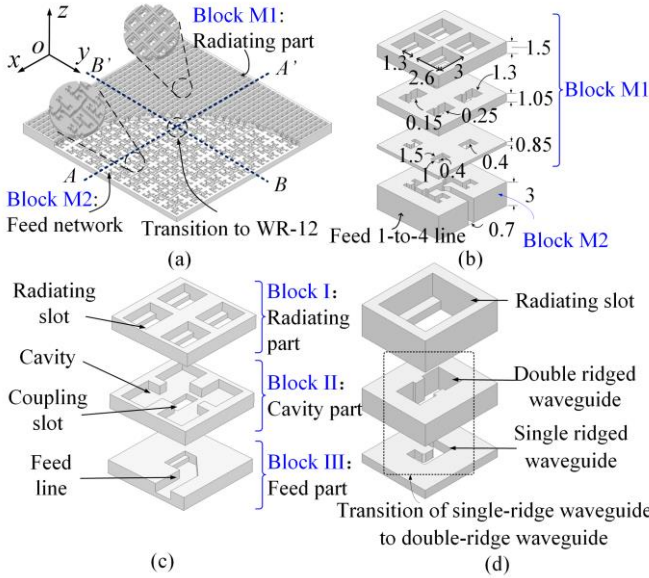 z
o
x
y
B'
A'
A
B
Block M1:
Radiating part
Block M2:
Feed network
Transition to WR-12
(a)
1.3
2.6
3
1.5
1.3
0.15
0.25
1.05
Block M1
1.5
1
0.4
0.4
0.85
3
0.7
Feed 1-to-4 line
Block M2
(b)
Radiating
slot
Block I:
Radiating
part
Cavity
Coupling
slot
Block II:
Cavity part
Feed
line
Block III:
Feed part
(c)
Radiating slot
Double ridged
waveguide
Single ridged
waveguide
Transition of single-ridge waveguide
to double-ridge waveguide
(d)